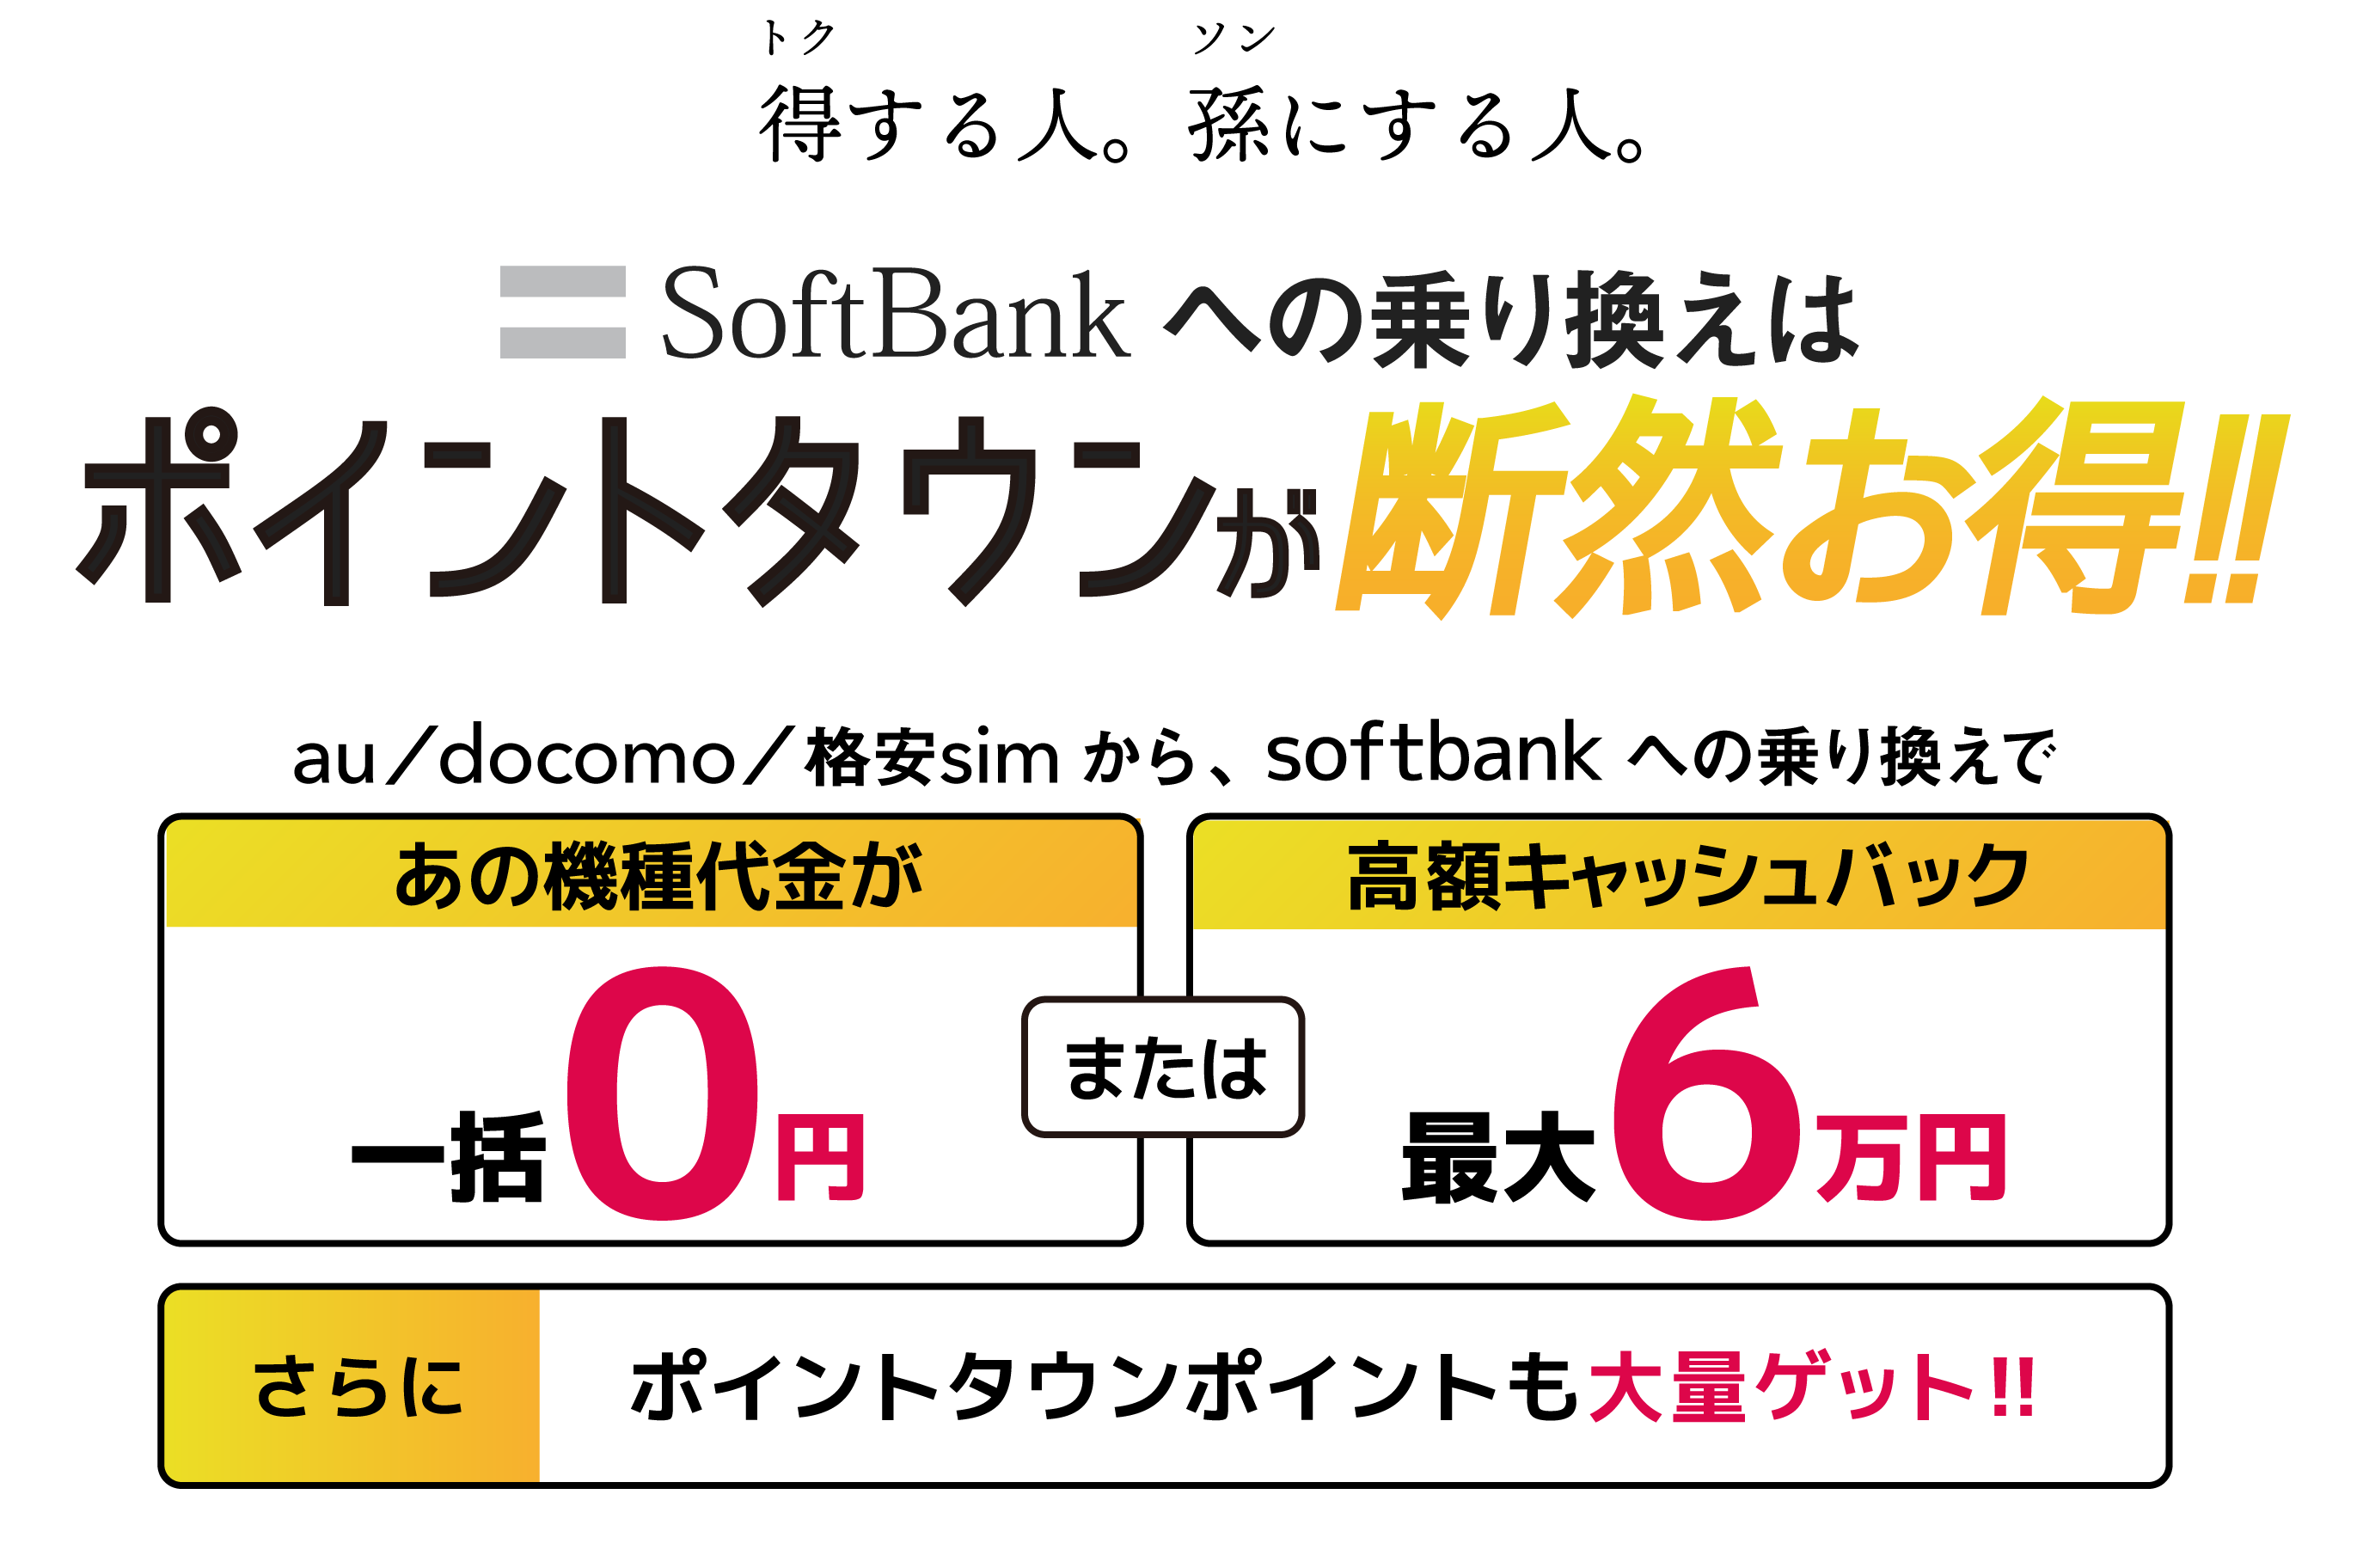 トク ソン
得する人。孫にする人。
SoftBank への乗り換えは
ポイントタウンが断然お得!!
au/docomo/格安sim から、softbank への乗り換えで
あの機種代金が
一括0円
または
高額キャッシュバック
最大6万円
さらに
ポイントタウンポイントも大量ゲット!!